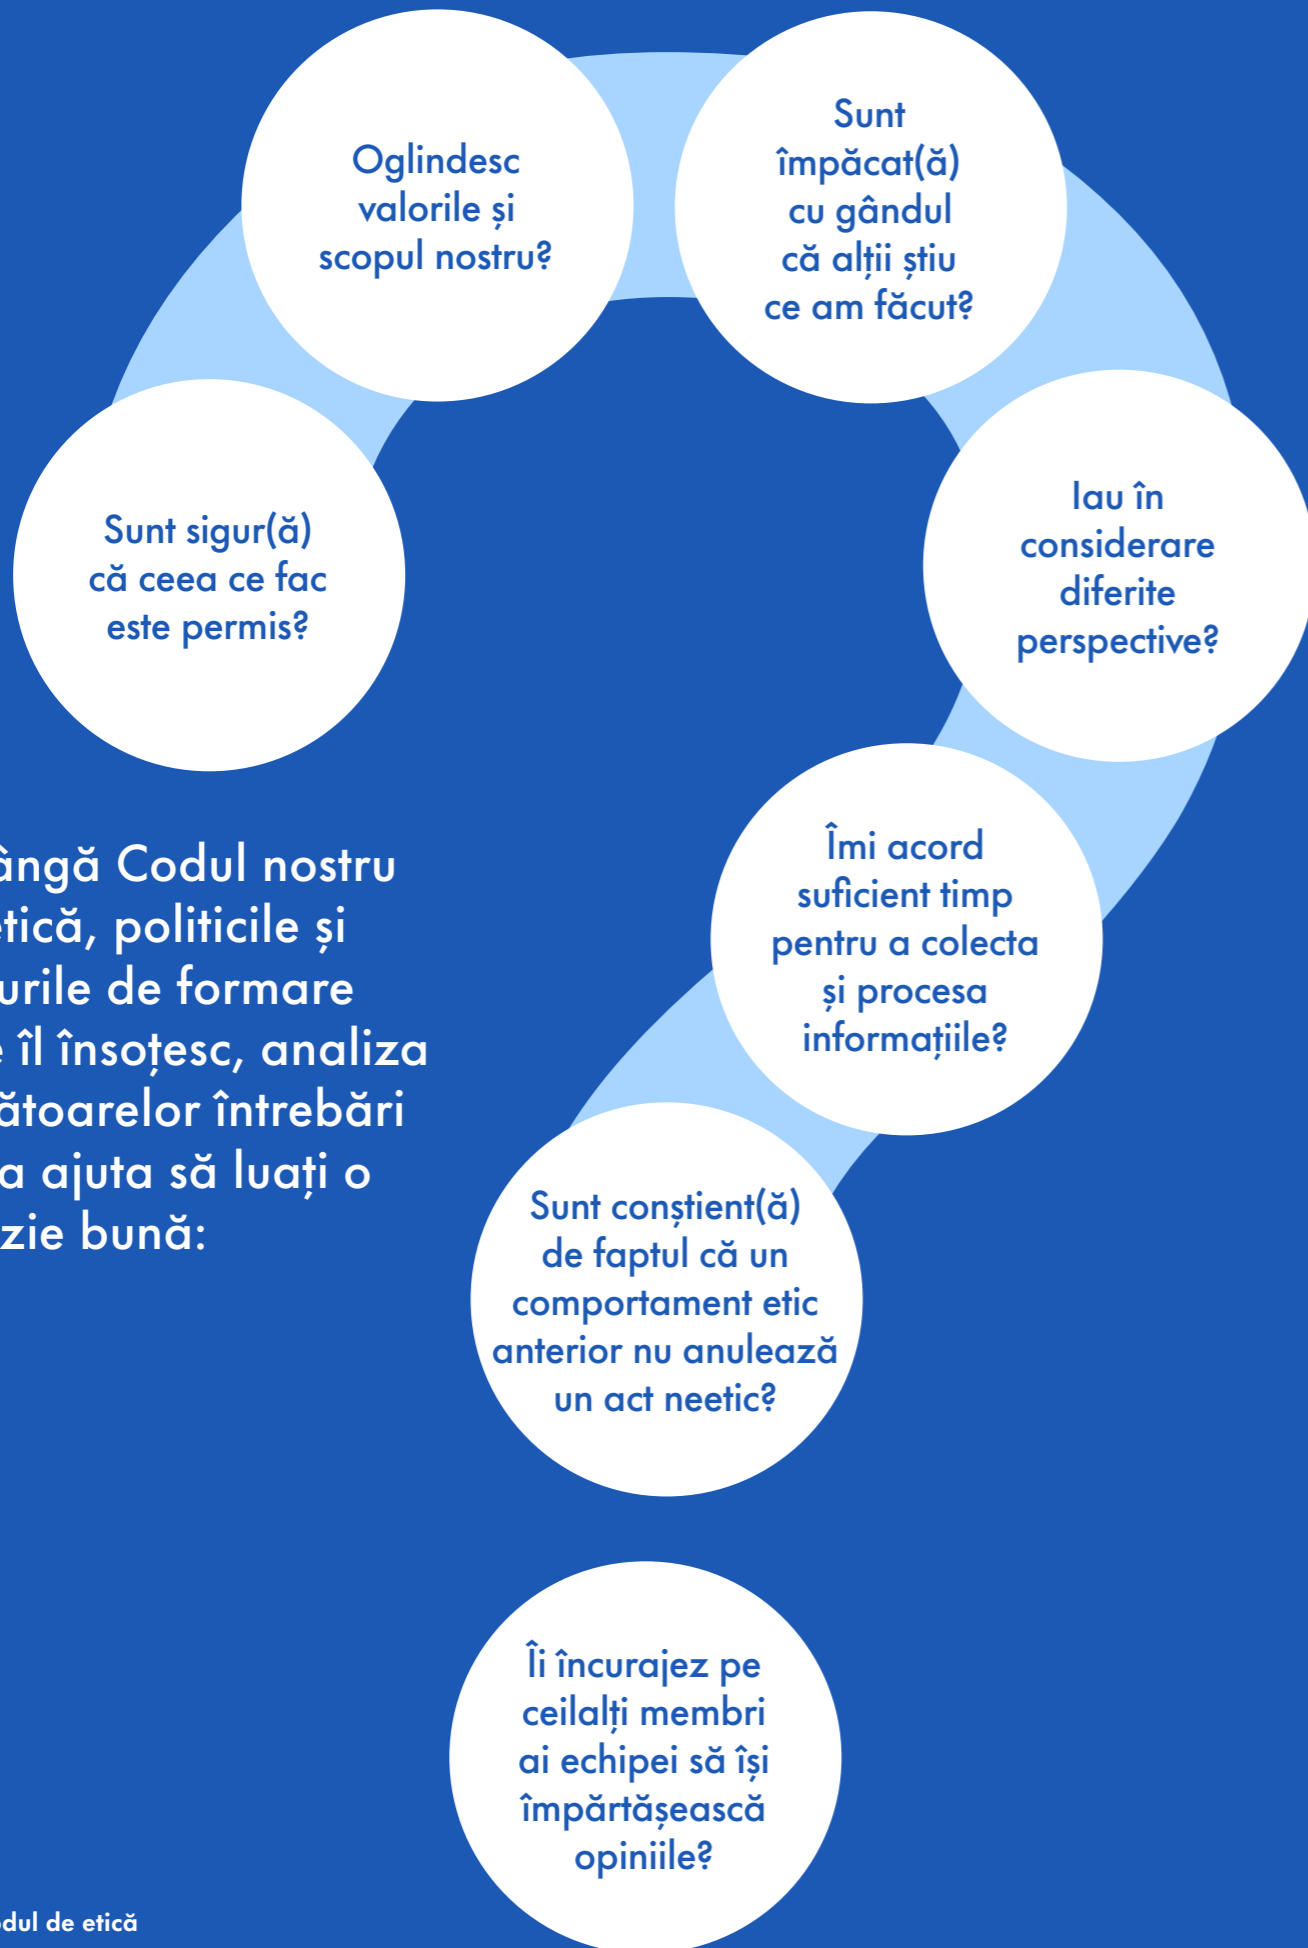 Oglindesc
valorile și
scopul nostru?
Sunt
împăcat(ă)
cu gândul
că alții știu
ce am făcut?
Sunt sigur(ă)
că ceea ce fac
este permis?
Iau în
considerare
diferite
perspective?
ângă Codul nostru
etică, politicile și
urile de formare
e îl însoțesc, analiza
ătoarelor întrebări
a ajuta să luați o
zie bună:
Îmi acord
suficient timp
pentru a colecta
și procesa
informațiile?
Sunt conștient(ă)
de faptul că un
comportament etic
anterior nu anulează
un act neetic?
Îi încurajez pe
ceilalți membri
ai echipei să își
împărtășească
opiniile?
dul de etică